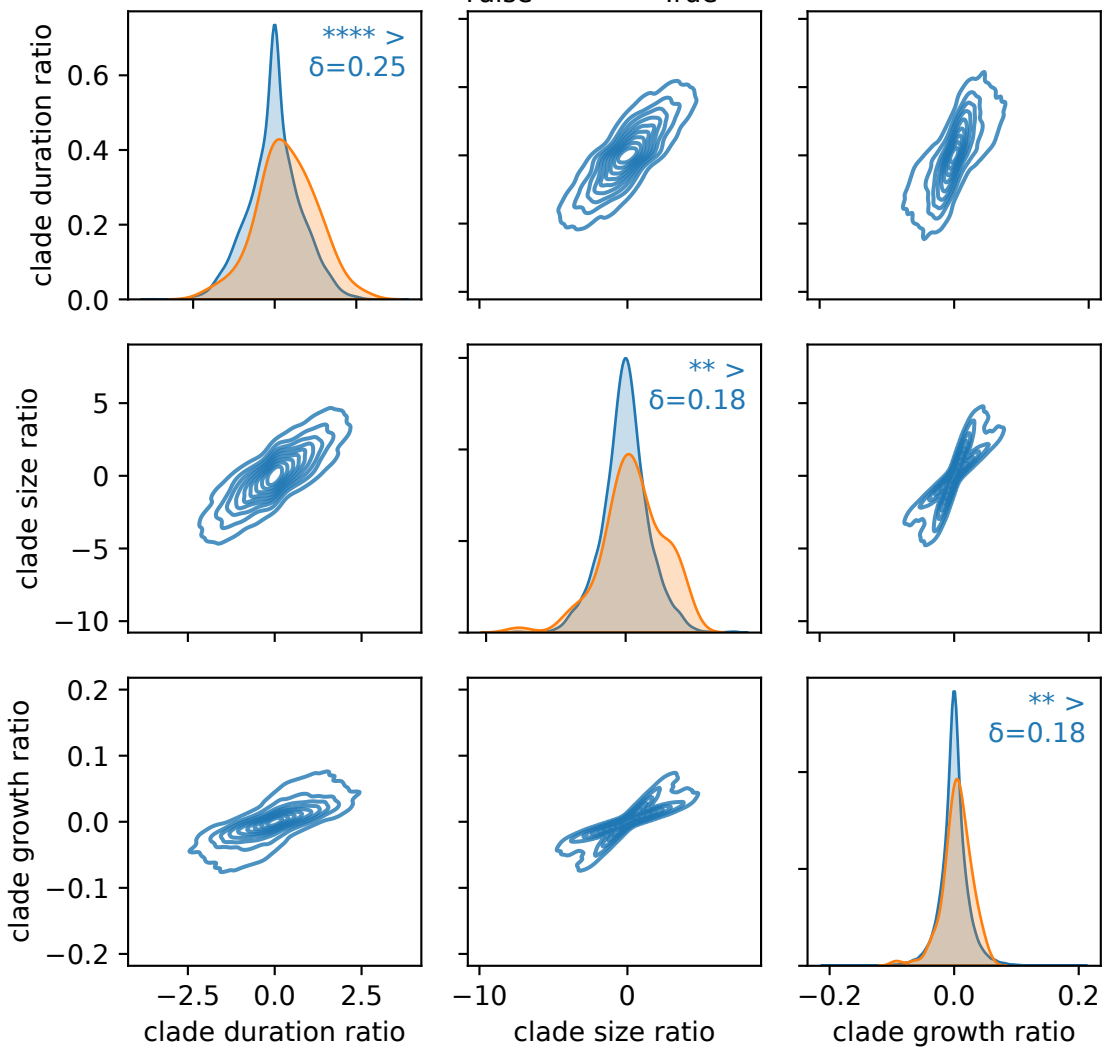 True
clade duration ratio
0.6
0.4
0.2
0.0
**** >
δ=0.25
clade size ratio
5
0
−5
−10
** >
δ=0.18
clade growth ratio
0.2
0.1
0.0
−0.1
−0.2
** >
δ=0.18
−2.5
0.0
2.5
−10
0
−0.2
0.0
0.2
clade duration ratio
clade size ratio
clade growth ratio